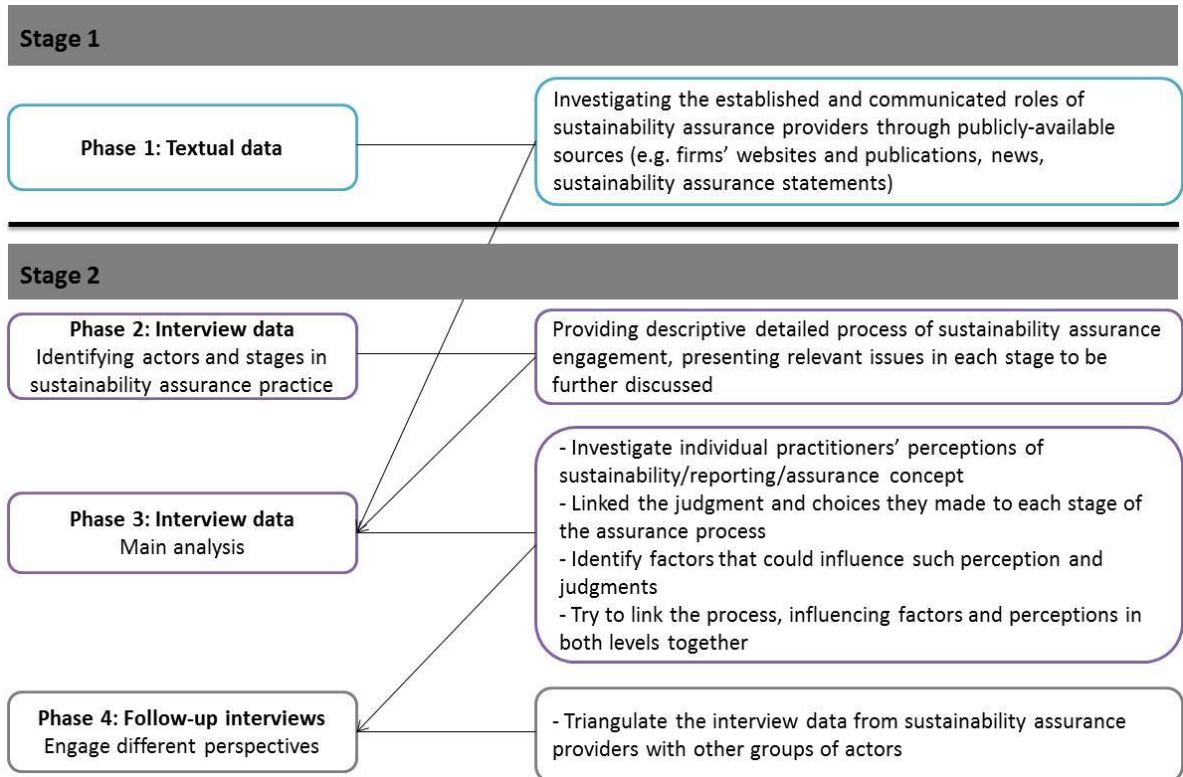 Stage 1
Phase 1: Textual data
Investigating the established and communicated roles of
sustainability assurance providers through publicly-available
sources (e.g. firms' websites and publications, news,
sustainability assurance statements)
Stage 2
Phase 2: Interview data
Identifying actors and stages in
sustainability assurance practice
Providing descriptive detailed process of sustainability assurance
engagement, presenting relevant issues in each stage to be
further discussed
Phase 3: Interview data
Main analysis
- Investigate individual practitioners' perceptions of
sustainability/reporting/assurance concept
- Linked the judgment and choices they made to each stage of
the assurance process
- Identify factors that could influence such perception and
judgments
- Try to link the process, influencing factors and perceptions in
both levels together
Phase 4: Follow-up interviews
Engage different perspectives
- Triangulate the interview data from sustainability assurance
providers with other groups of actors